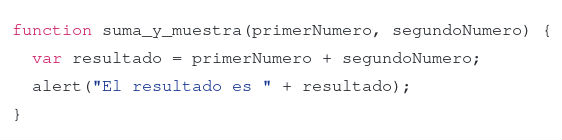 function suma_y_muestra(primerNumero, segundoNumero) {
  var resultado = primerNumero + segundoNumero;
  alert("El resultado es " + resultado);
}